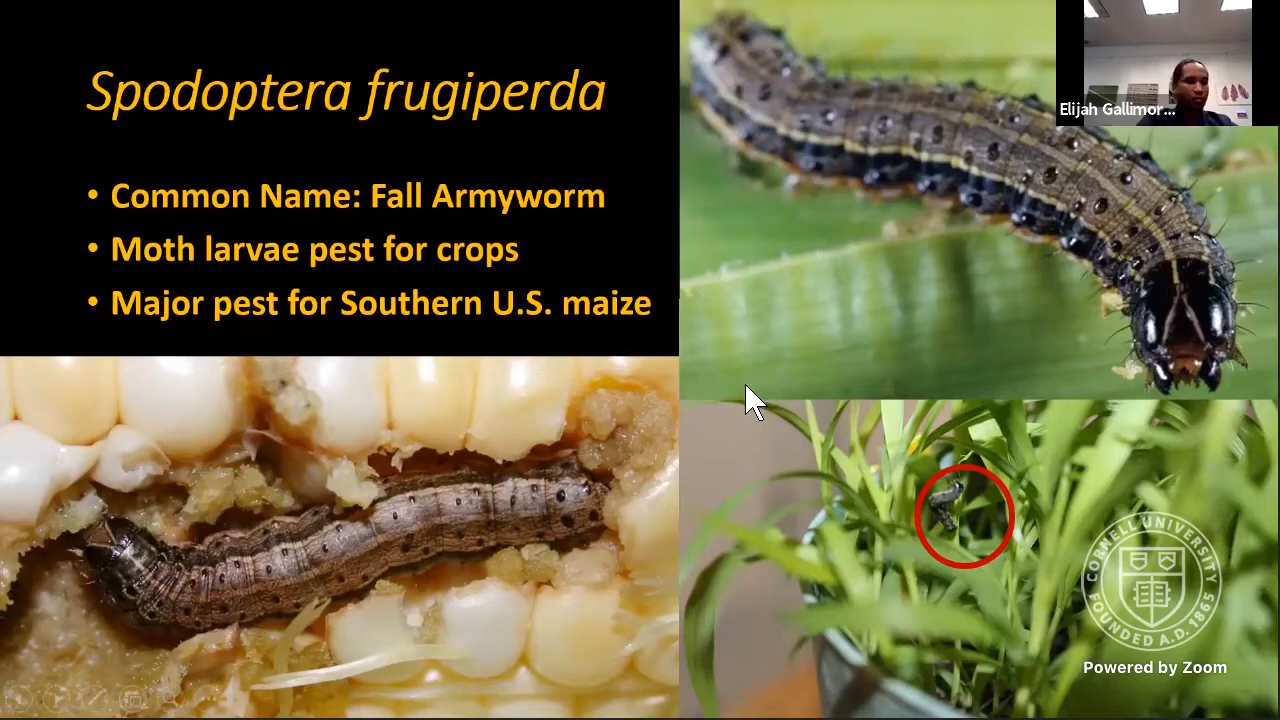 Spodoptera frugiperda
• Common Name: Fall Armyworm
• Moth larvae pest for crops
• Major pest for Southern U.S. maize
Elijah Gallimor...
CORNELL UNIVERSITY
FOUNDED A.D. 1865
Powered by Zoom